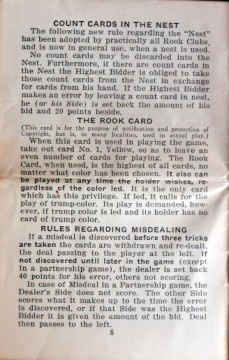 COUNT CARDS IN THE NEST
The following new rule regarding the "Nest"
has been adopted by practically all Rook Clubs,
and is now in general use, when a nest is used.
No count cards may be discarded into the
Nest. Furthermore, if there are count cards in
the Nest the Highest Bidder is obliged to take
those count cards from the Nest in exchange
for cards from his hand. If the Highest Bidder
makes an error by leaving a count card in nest,
he (or his Side) is set back the amount of his
bid and 20 points beside.
THE ROOK CARD
(This card is for the purpose of notification and protection of
Copyright, but is, in many localities, used in actual play.)
When this card is used in playing the game,
take out card No. 1, Yellow, so as to leave an
even number of cards for playing. The Rook
Card, when used, is the highest of all cards, no
matter what color has been chosen. It also can
be played at any time the holder wishes, re-
gardless of the color led. It is the only card
which has this privilege. If led, it calls for the
play of trump-color. Its play is demanded, how-
ever, if trump color is led and its holder has no
card of trump color.
RULES REGARDING MISDEALING
If a misdeal is discovered before three tricks
are taken the cards are withdrawn and re-dealt,
the deal passing to the player at the left. If
not discovered until later in the game (except
in a partnership game), the dealer is set back
40 points for his error, others not scoring.
In case of Misdeal in a Partnership game, the
Dealer's Side does not score. The other Side
scores what it makes up to the time the error
is discovered, or if that Side was the Highest
Bidder it is given the amount of the bid. Deal
then passes to the left.
8